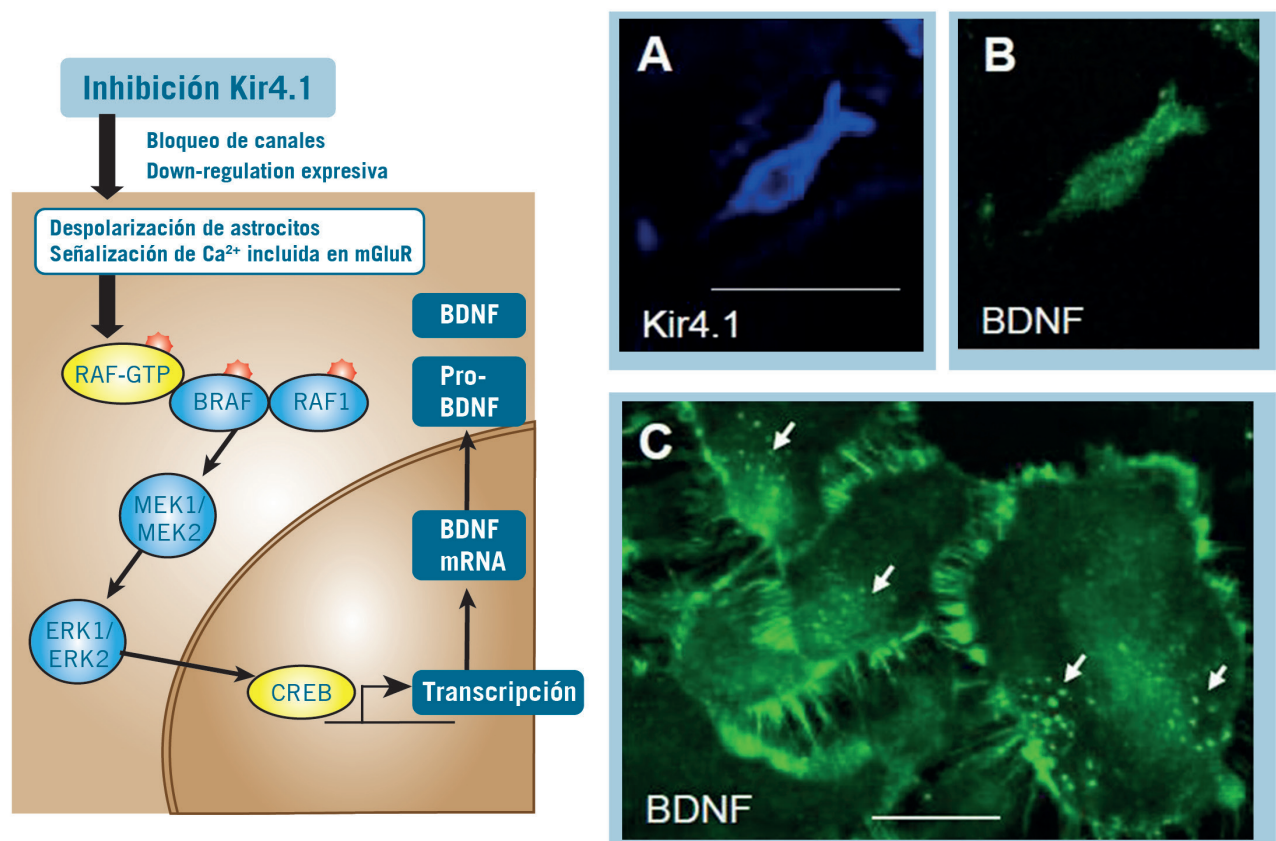 Inhibición Kir4.1
Bloqueo de canales
Down-regulation expresiva
Despolarización de astrocitos
Señalización de Ca²⁺ incluida en mGluR
RAF-GTP
BRAF
RAF1
MEK1/
MEK2
ERK1/
ERK2
CREB
Transcripción
BDNF
mRNA
Pro-
BDNF
BDNF
A
Kir4.1
B
BDNF
C
BDNF